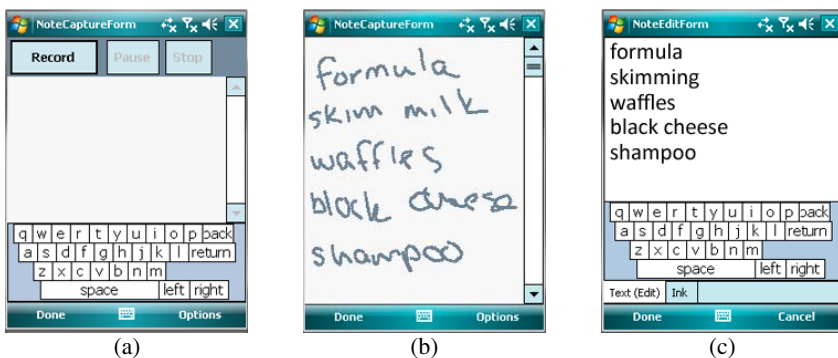 NoteCaptureForm
Record Pause Stop
q w e r t y u i o p back
a s d f g h j k l return
z x c v b n m
space left right
Done Options
(a)
NoteCaptureForm
formula
skim milk
waffles
block cheese
shampoo
Done Options
(b)
NoteEditForm
formula
skimming
waffles
black cheese
shampoo
q w e r t y u i o p back
a s d f g h j k l return
z x c v b n m
space left right
Text (Edit) Ink
Done Cancel
(c)